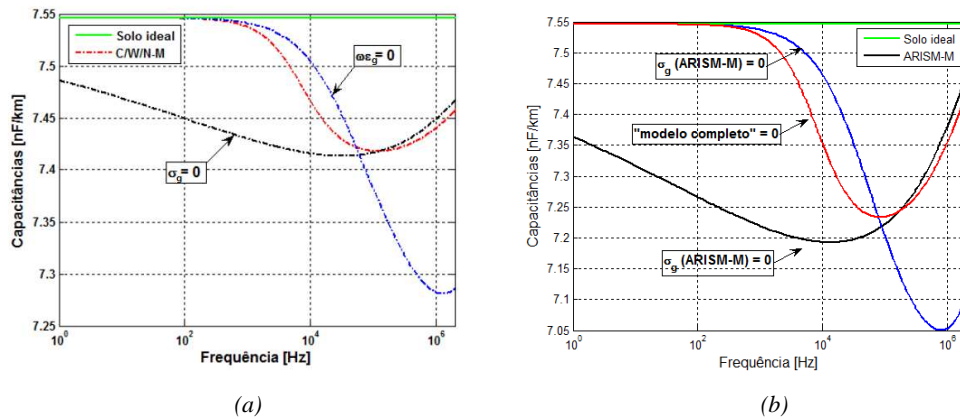 7.55
7.5
7.45
7.4
7.35
7.3
7.25
Capacitâncias [nF/km]
Solo ideal
C/W/N-M
ωεg= 0
σg= 0
10^0
10^2
10^4
10^6
Frequência [Hz]
(a)
7.55
7.5
7.45
7.4
7.35
7.3
7.25
7.2
7.15
7.1
7.05
Capacitâncias [nF/km]
Solo ideal
ARISM-M
σg (ARISM-M) = 0
"modelo completo" = 0
σg (ARISM-M) = 0
10^0
10^2
10^4
10^6
Frequência [Hz]
(b)